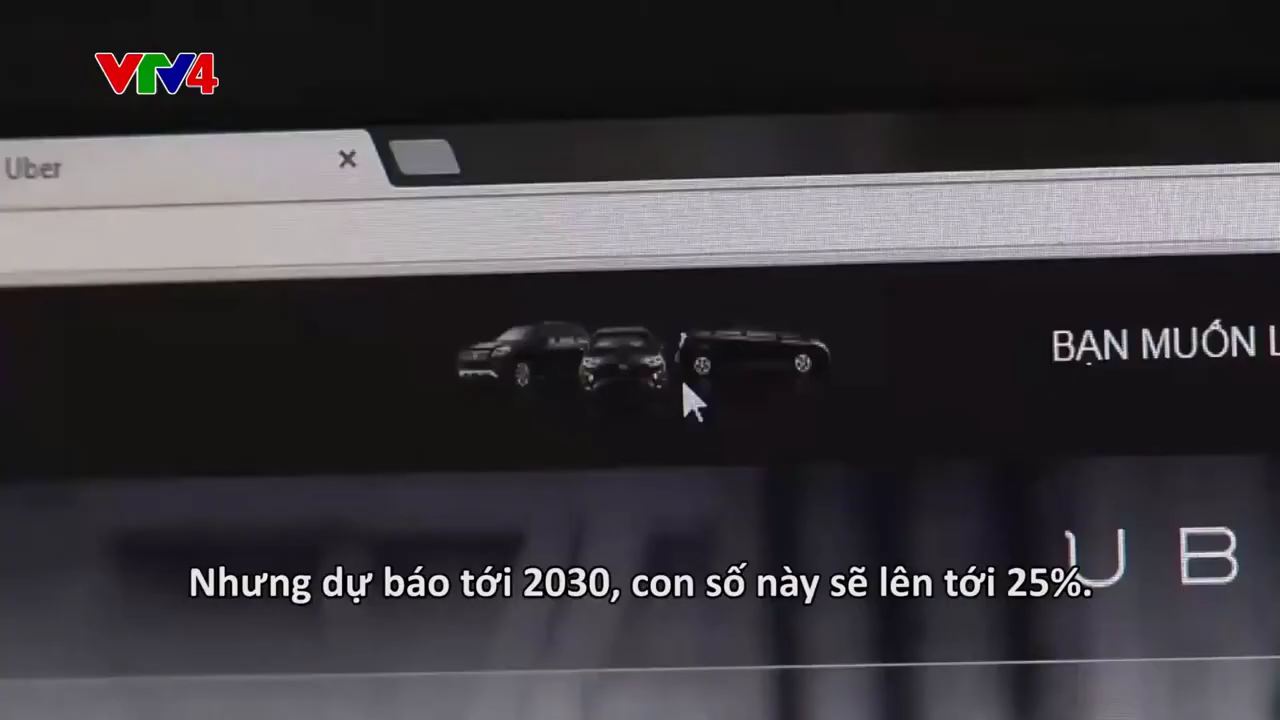 VTV4
Uber
BẠN MUỐN L
U B
Nhưng dự báo tới 2030, con số này sẽ lên tới 25%.